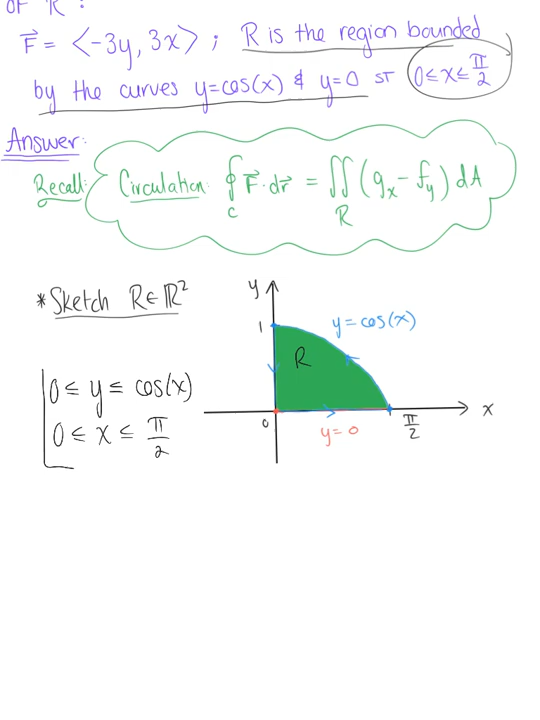 OF R :
F⃗ = <-3y, 3x> ; R is the region bounded
by the curves y=cos(x) & y=0 ST 0≤x≤π/2
Answer:
Recall: Circulation: ∮_C F⃗·dr⃗ = ∬_R (g_x - f_y) dA
*Sketch R∈ℝ²
y
1
y=cos(x)
R
0≤y≤cos(x)
0≤x≤π/2
0
π/2
x
y=0